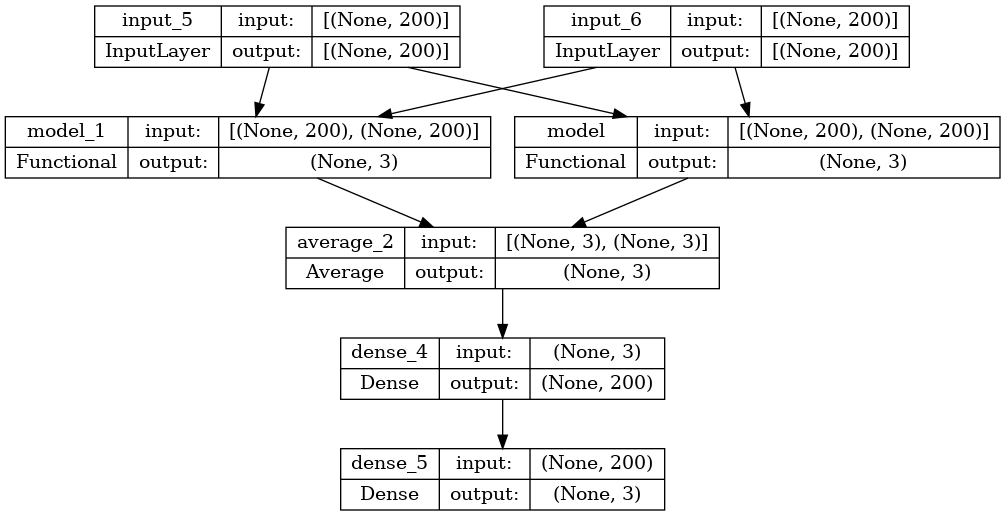 input_5 input: [(None, 200)] input_6 input: [(None, 200)]
InputLayer output: [(None, 200)] InputLayer output: [(None, 200)]
model_1 input: [(None, 200), (None, 200)] model input: [(None, 200), (None, 200)]
Functional output: (None, 3) Functional output: (None, 3)
average_2 input: [(None, 3), (None, 3)]
Average output: (None, 3)
dense_4 input: (None, 3)
Dense output: (None, 200)
dense_5 input: (None, 200)
Dense output: (None, 3)